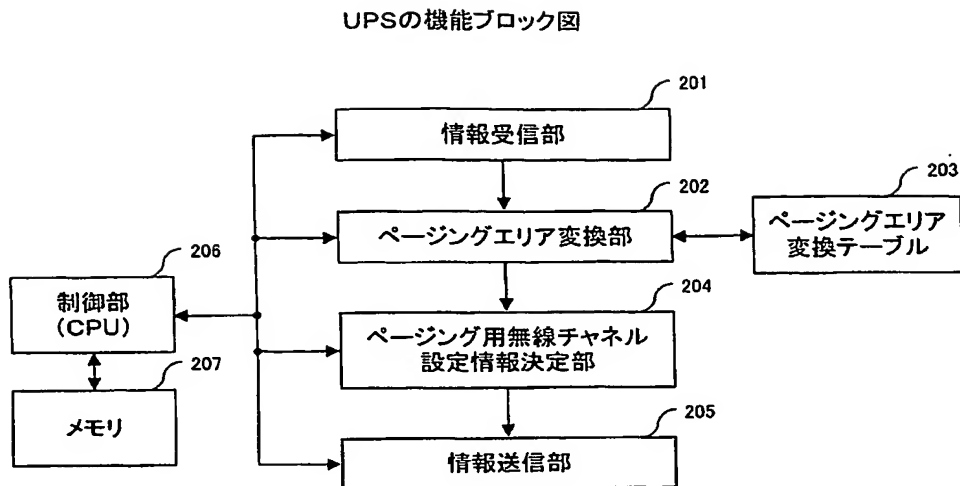 UPSの機能ブロック図
201
情報受信部
202
ページングエリア変換部
203
ページングエリア
変換テーブル
206
制御部
(CPU)
204
ページング用無線チャネル
設定情報決定部
207
メモリ
205
情報送信部